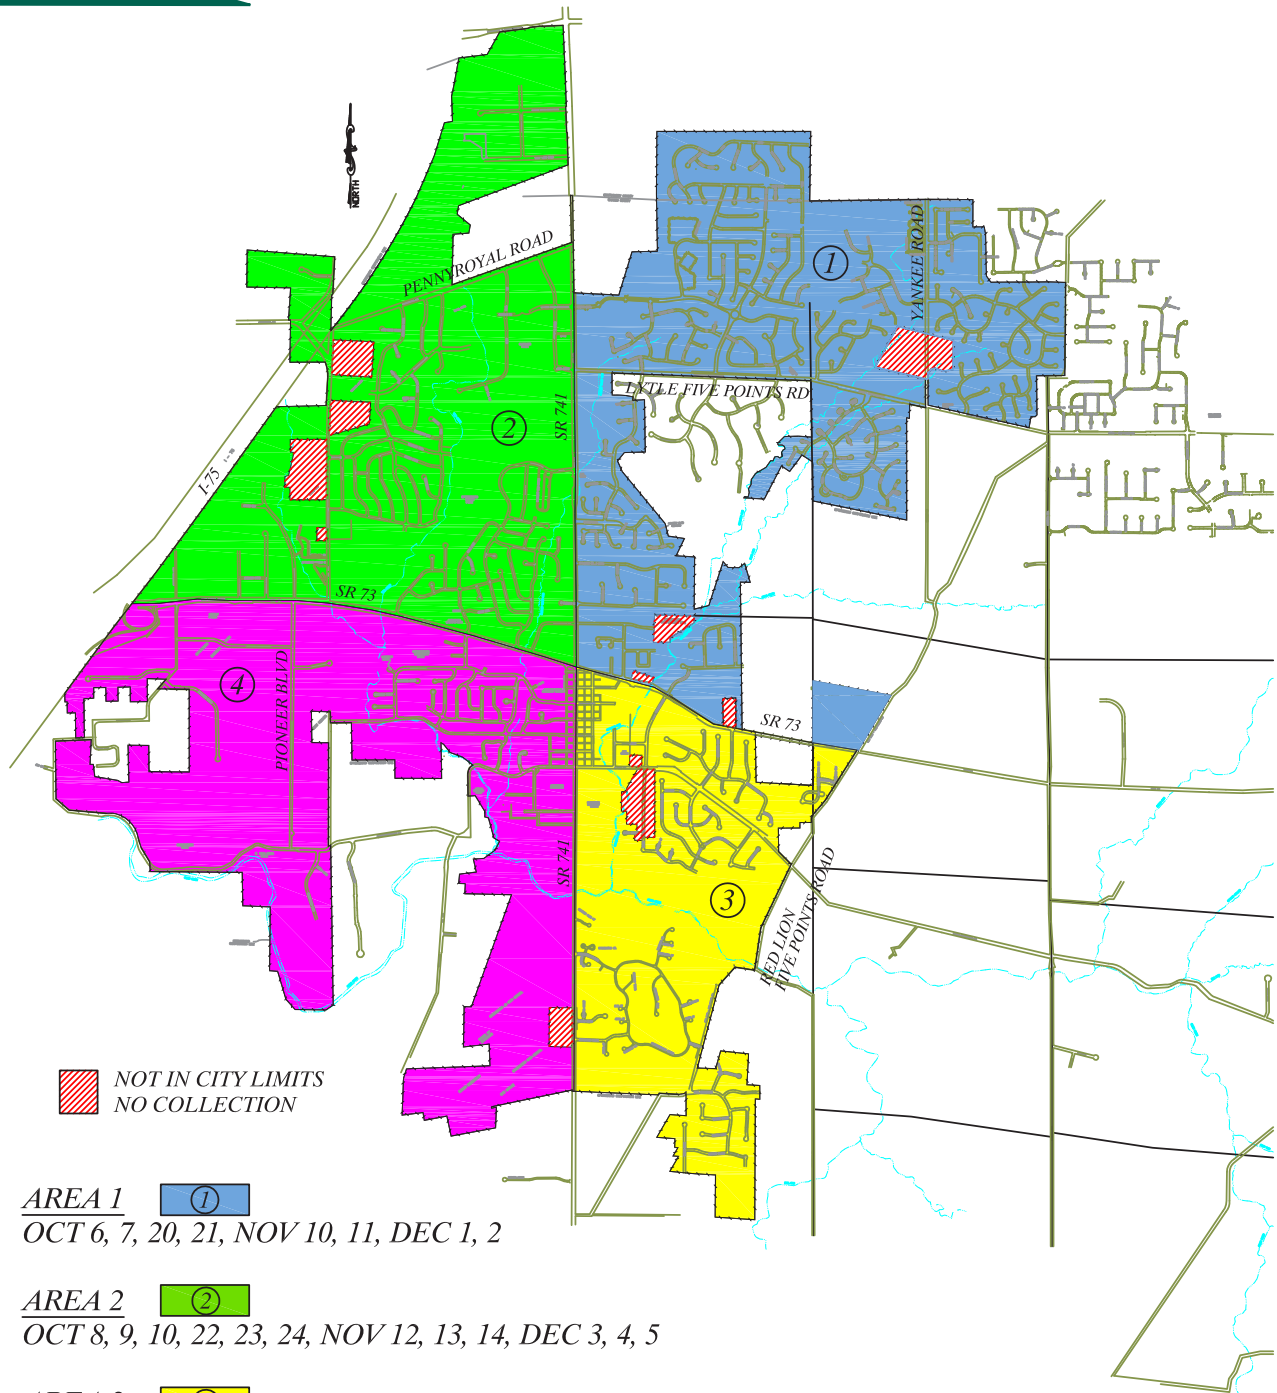 NORTH
PENNYROYAL ROAD
YANKEE ROAD
1
LYTLE FIVE POINTS RD
2
SR 741
I-75
SR 73
4
PIONEER BLVD
SR 741
SR 73
3
RED LION
FIVE POINTS ROAD
NOT IN CITY LIMITS
NO COLLECTION
AREA 1 1
OCT 6, 7, 20, 21, NOV 10, 11, DEC 1, 2
AREA 2 2
OCT 8, 9, 10, 22, 23, 24, NOV 12, 13, 14, DEC 3, 4, 5